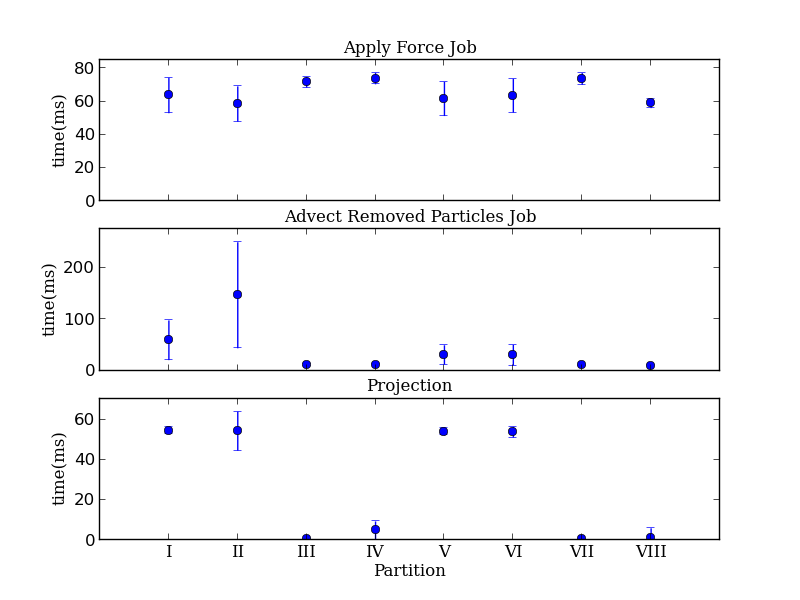 Apply Force Job
80
60
40
20
0
time(ms)
Advect Removed Particles Job
200
100
0
time(ms)
Projection
60
40
20
0
time(ms)
I II III IV V VI VII VIII
Partition